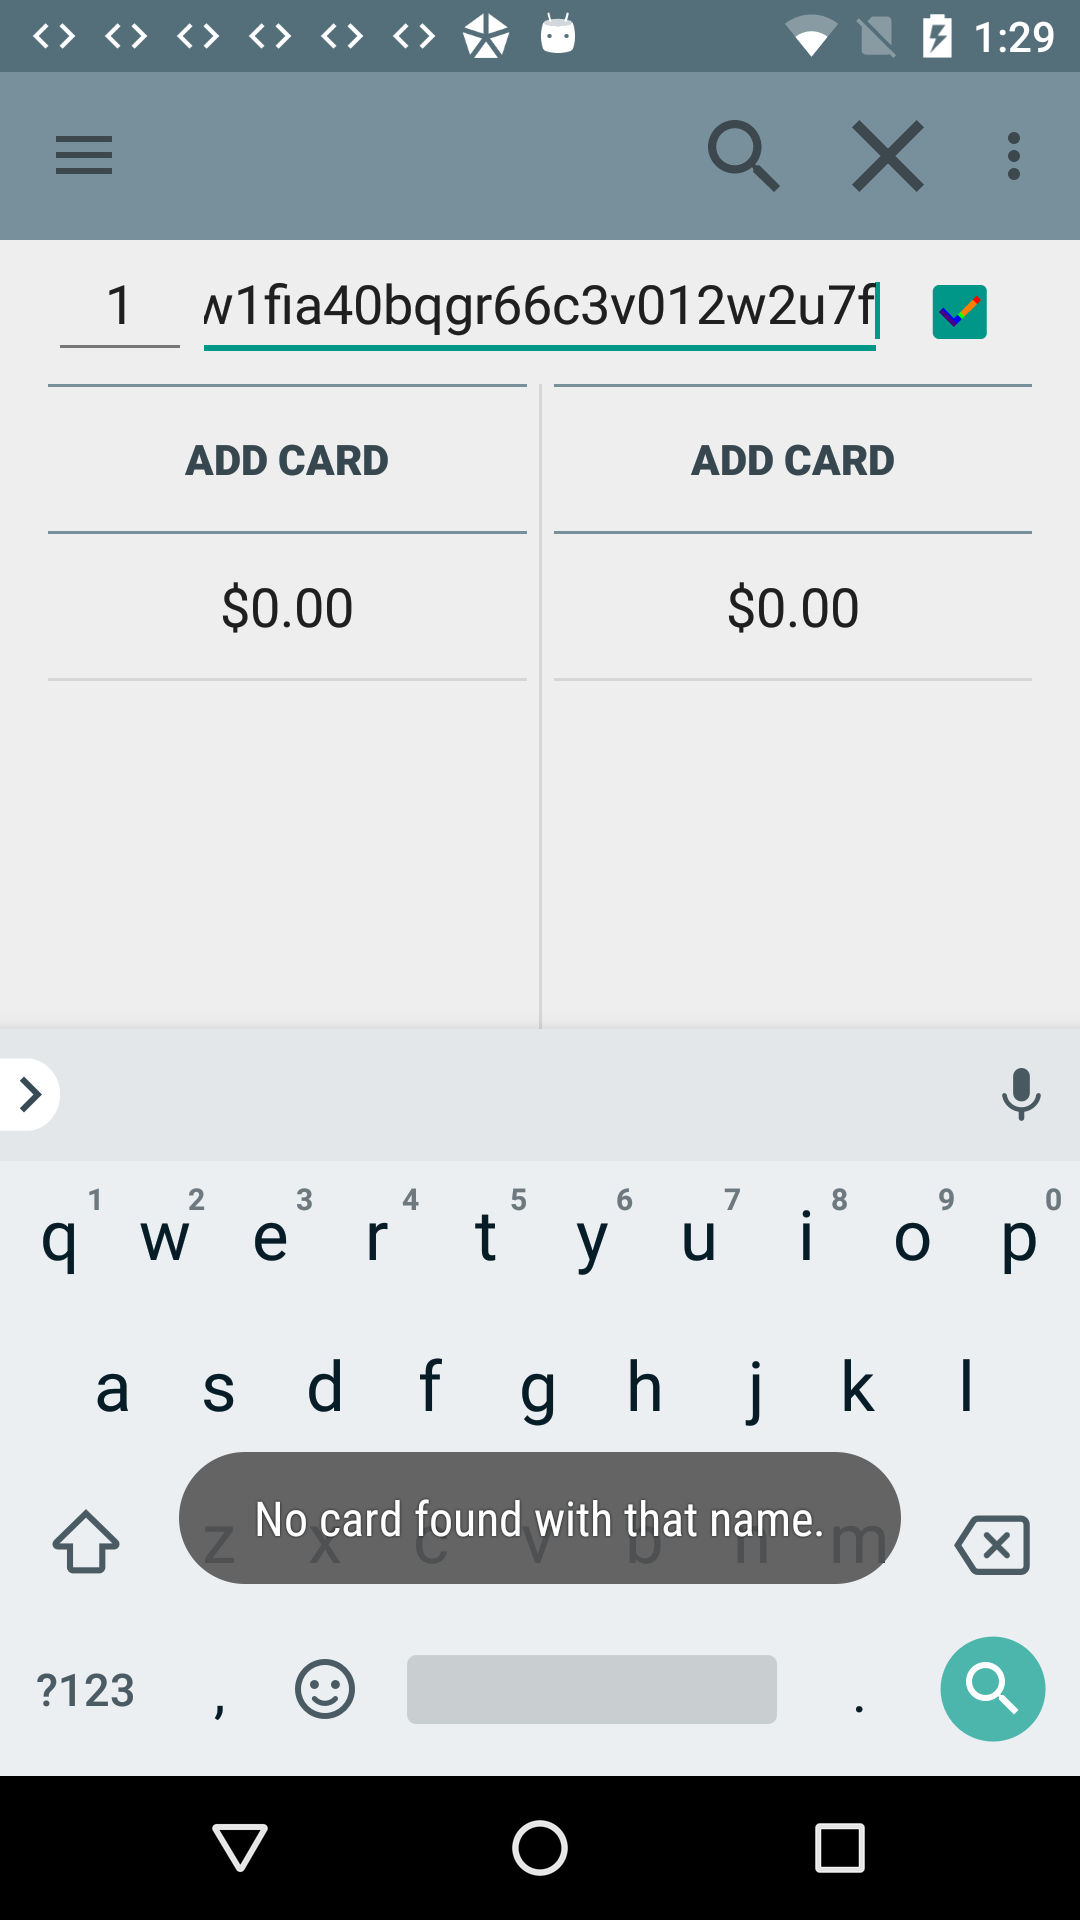 1:29
1 w1fia40bqgr66c3v012w2u7f
ADD CARD ADD CARD
$0.00 $0.00
1 2 3 4 5 6 7 8 9 0
q w e r t y u i o p
a s d f g h j k l
No card found with that name.
z x c v b n m
?123 , .